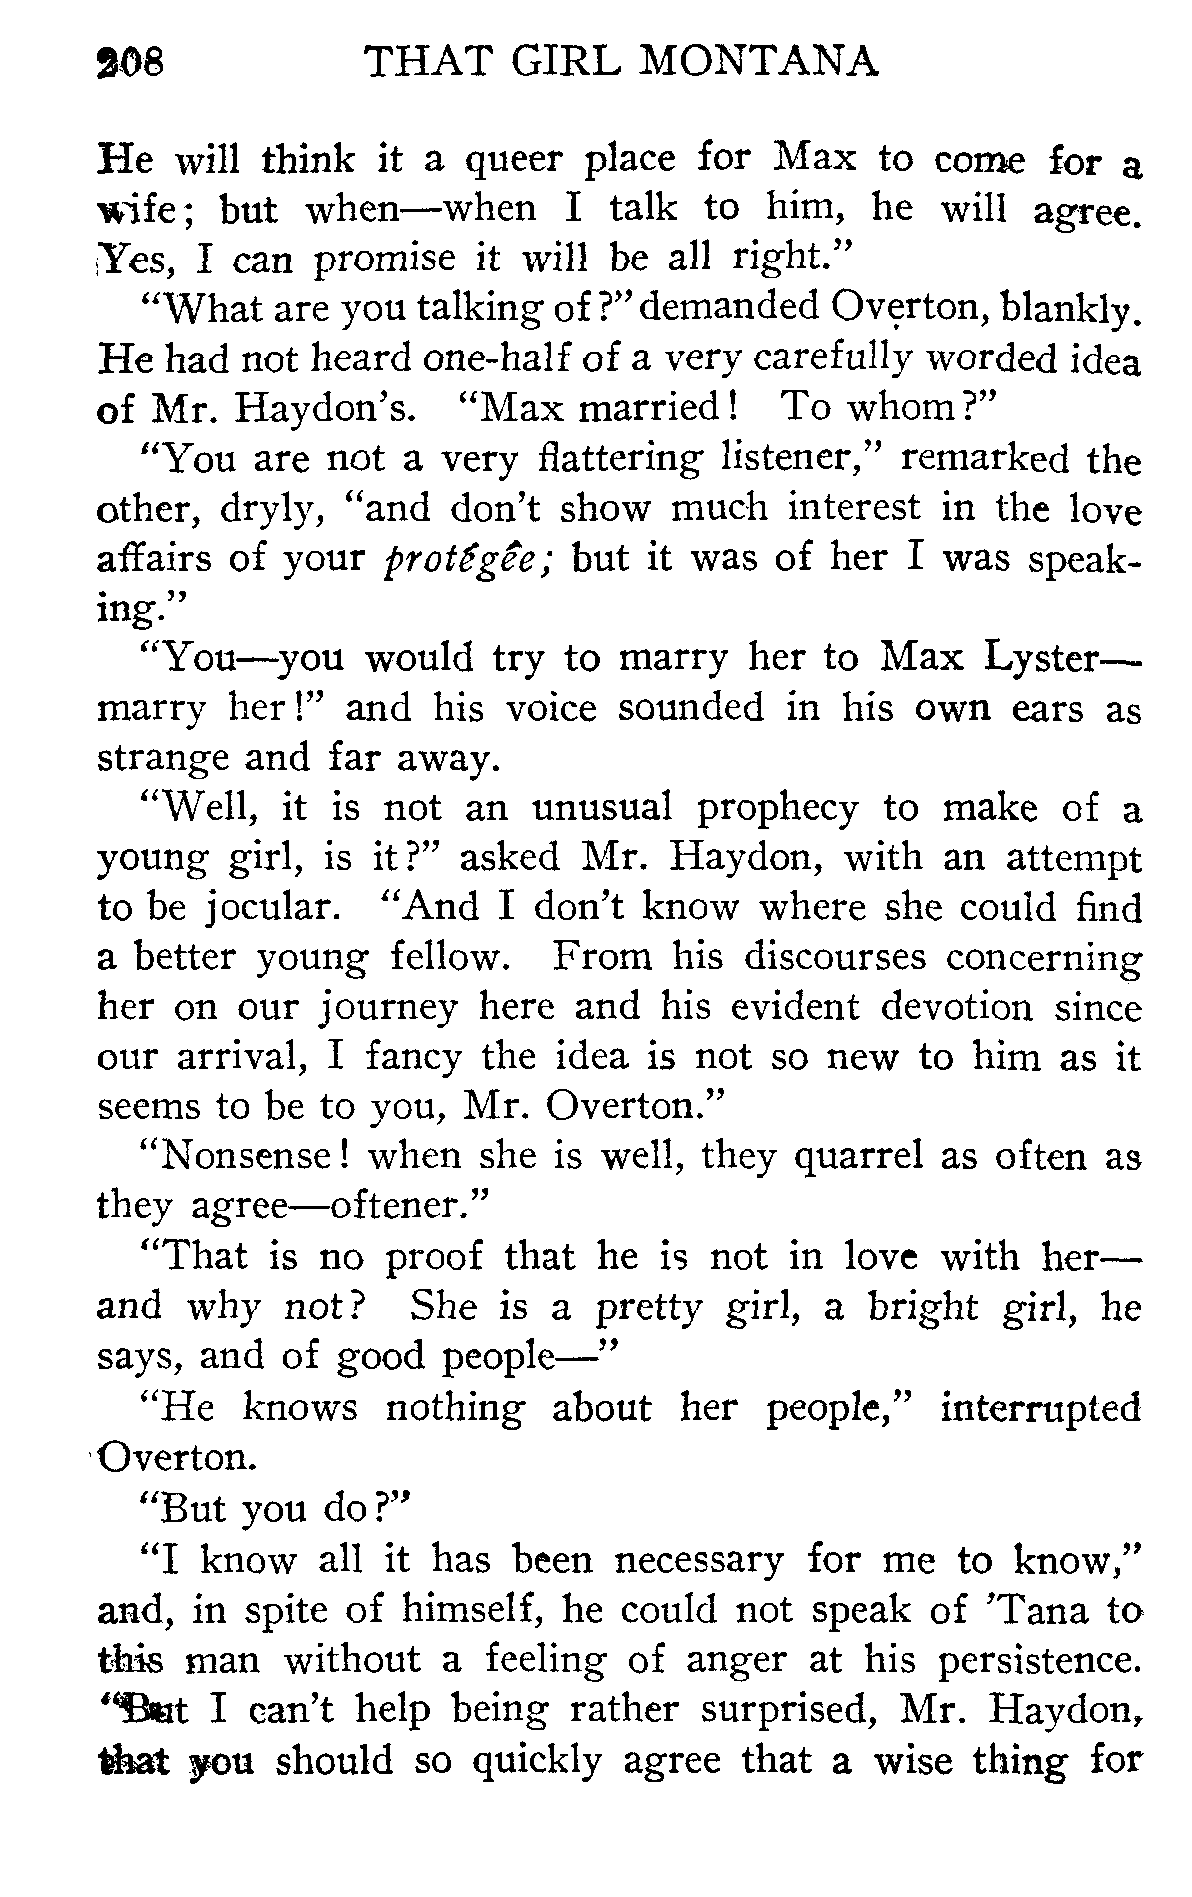 208 THAT GIRL MONTANA
He will think it a queer place for Max to come for a
wife; but when—when I talk to him, he will agree.
Yes, I can promise it will be all right."
"What are you talking of?" demanded Overton, blankly.
He had not heard one-half of a very carefully worded idea
of Mr. Haydon's. "Max married! To whom?"
"You are not a very flattering listener," remarked the
other, dryly, "and don't show much interest in the love
affairs of your protégée; but it was of her I was speak-
ing."
"You—you would try to marry her to Max Lyster—
marry her!" and his voice sounded in his own ears as
strange and far away.
"Well, it is not an unusual prophecy to make of a
young girl, is it?" asked Mr. Haydon, with an attempt
to be jocular. "And I don't know where she could find
a better young fellow. From his discourses concerning
her on our journey here and his evident devotion since
our arrival, I fancy the idea is not so new to him as it
seems to be to you, Mr. Overton."
"Nonsense! when she is well, they quarrel as often as
they agree—oftener."
"That is no proof that he is not in love with her—
and why not? She is a pretty girl, a bright girl, he
says, and of good people—"
"He knows nothing about her people," interrupted
Overton.
"But you do?"
"I know all it has been necessary for me to know,"
and, in spite of himself, he could not speak of 'Tana to
this man without a feeling of anger at his persistence.
"But I can't help being rather surprised, Mr. Haydon,
that you should so quickly agree that a wise thing for